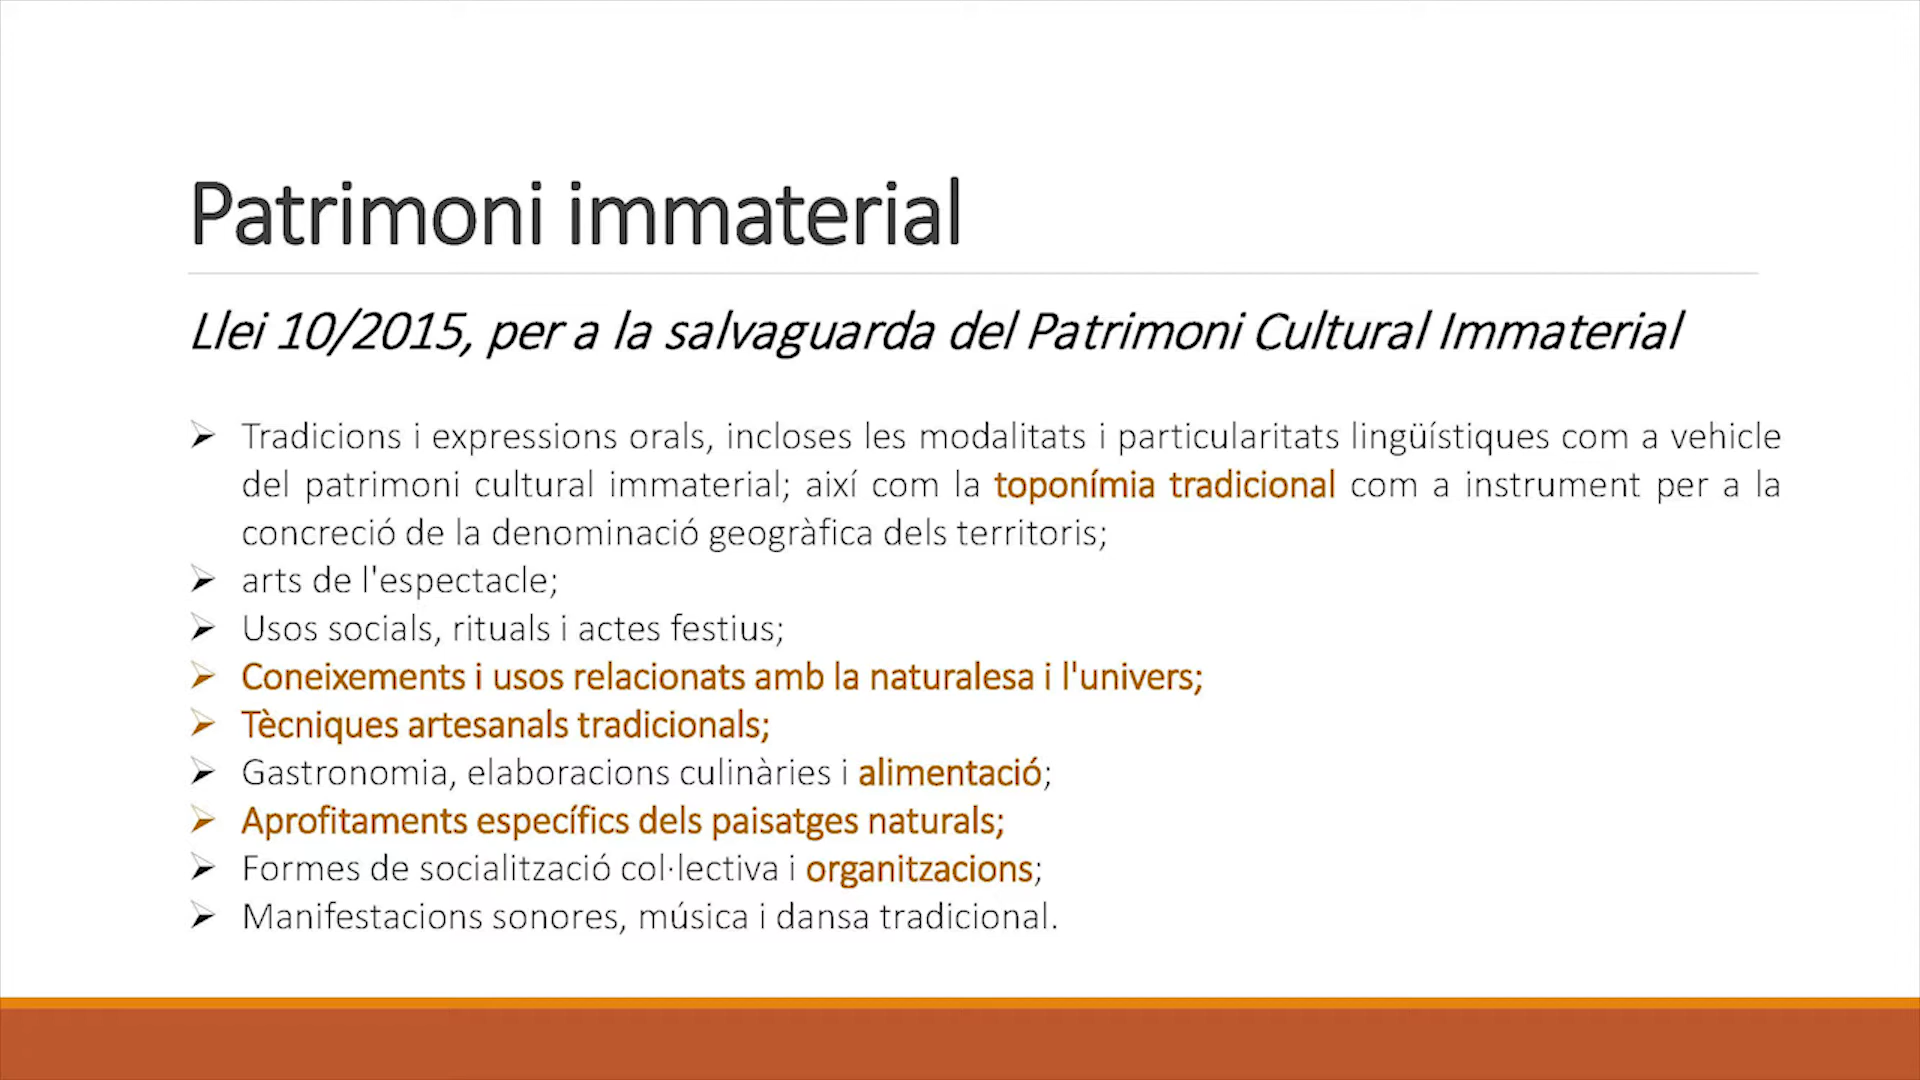 Patrimoni immaterial
Llei 10/2015, per a la salvaguarda del Patrimoni Cultural Immaterial
Tradicions i expressions orals, incloses les modalitats i particularitats lingüístiques com a vehicle
del patrimoni cultural immaterial; així com la toponímia tradicional com a instrument per a la
concreció de la denominació geogràfica dels territoris;
arts de l'espectacle;
Usos socials, rituals i actes festius;
Coneixements i usos relacionats amb la naturalesa i l'univers;
Tècniques artesanals tradicionals;
Gastronomia, elaboracions culinàries i alimentació;
Aprofitaments específics dels paisatges naturals;
Formes de socialització col·lectiva i organitzacions;
Manifestacions sonores, música i dansa tradicional.